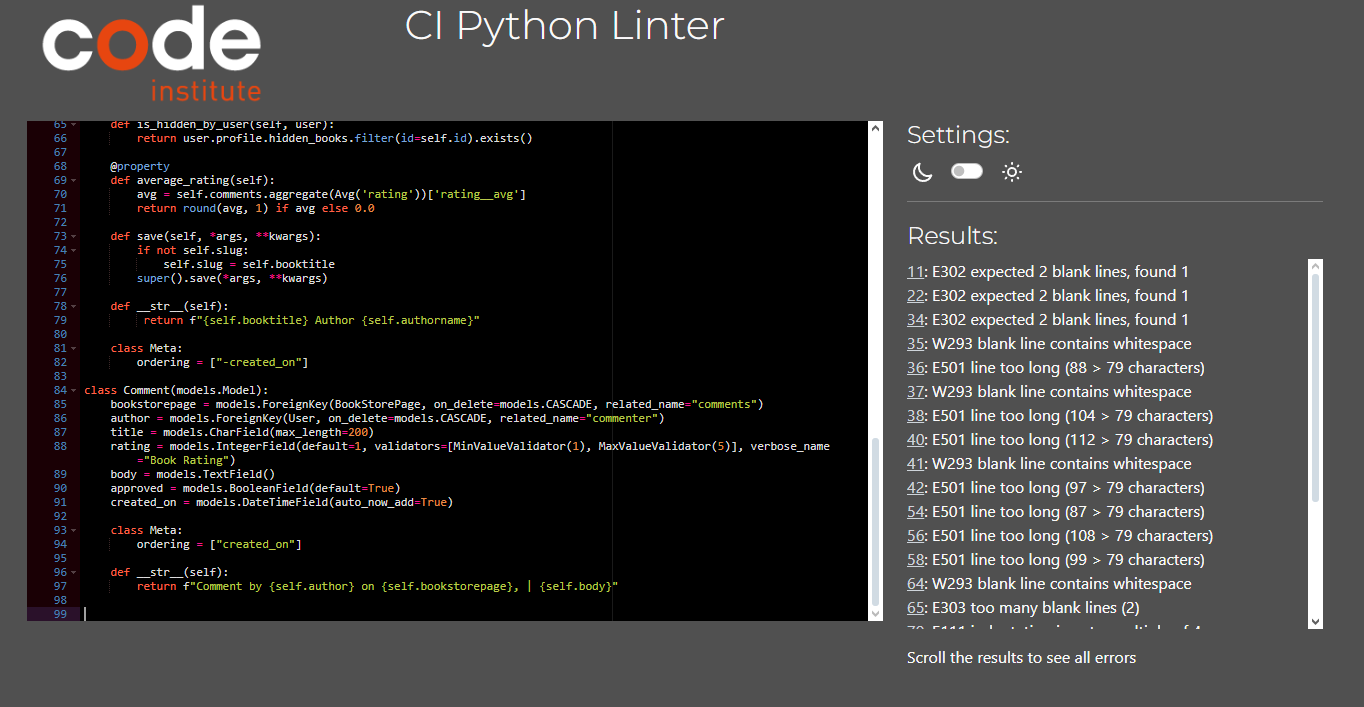 code
institute
CI Python Linter
65 def is_hidden_by_user(self, user):
66 return user.profile.hidden_books.filter(id=self.id).exists()
67
68 @property
69 def average_rating(self):
70 avg = self.comments.aggregate(Avg('rating'))['rating__avg']
71 return round(avg, 1) if avg else 0.0
72
73 def save(self, *args, **kwargs):
74 if not self.slug:
75 self.slug = self.booktitle
76 super().save(*args, **kwargs)
77
78 def __str__(self):
79 return f"{self.booktitle} Author {self.authorname}"
80
81 class Meta:
82 ordering = ["-created_on"]
83
84 class Comment(models.Model):
85 bookstorepage = models.ForeignKey(BookStorePage, on_delete=models.CASCADE, related_name="comments")
86 author = models.ForeignKey(User, on_delete=models.CASCADE, related_name="commenter")
87 title = models.CharField(max_length=200)
88 rating = models.IntegerField(default=1, validators=[MinValueValidator(1), MaxValueValidator(5)], verbose_name
="Book Rating")
89 body = models.TextField()
90 approved = models.BooleanField(default=True)
91 created_on = models.DateTimeField(auto_now_add=True)
92
93 class Meta:
94 ordering = ["created_on"]
95
96 def __str__(self):
97 return f"Comment by {self.author} on {self.bookstorepage}, | {self.body}"
98
99
Settings:
Results:
11: E302 expected 2 blank lines, found 1
22: E302 expected 2 blank lines, found 1
34: E302 expected 2 blank lines, found 1
35: W293 blank line contains whitespace
36: E501 line too long (88 > 79 characters)
37: W293 blank line contains whitespace
38: E501 line too long (104 > 79 characters)
40: E501 line too long (112 > 79 characters)
41: W293 blank line contains whitespace
42: E501 line too long (97 > 79 characters)
54: E501 line too long (87 > 79 characters)
56: E501 line too long (108 > 79 characters)
58: E501 line too long (99 > 79 characters)
64: W293 blank line contains whitespace
65: E303 too many blank lines (2)
Scroll the results to see all errors